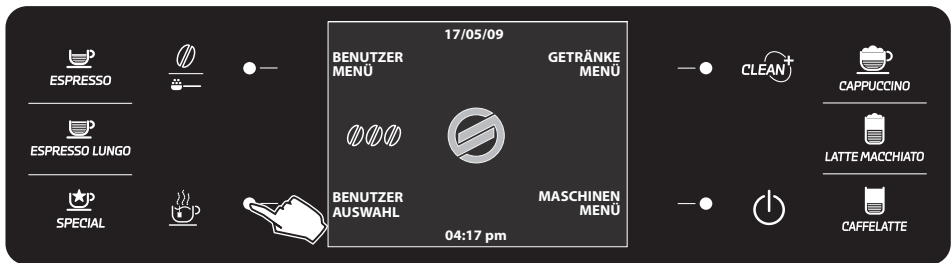 ESPRESSO
ESPRESSO LUNGO
SPECIAL
17/05/09
BENUTZER
MENÜ
GETRÄNKE
MENÜ
BENUTZER
AUSWAHL
MASCHINEN
MENÜ
04:17 pm
CLEAN+
CAPPUCCINO
LATTE MACCHIATO
CAFFELATTE